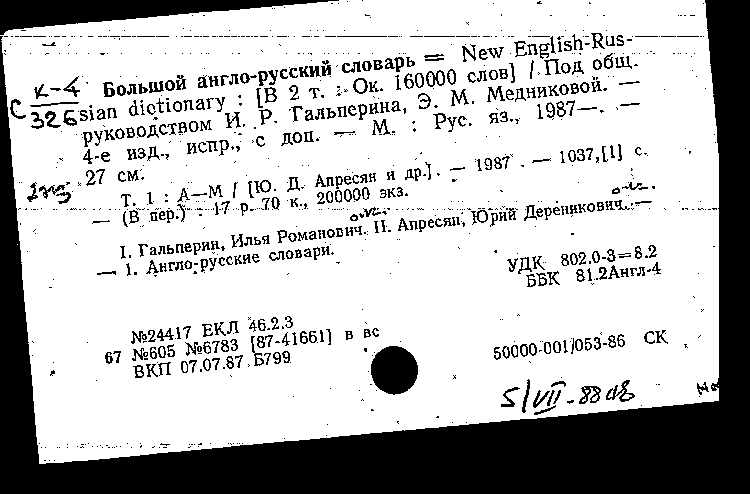 К-4
С 326
Большой англо-русский словарь = New English-Rus-
sian dictionary : [В 2 т. : Ок. 160000 слов] / Под общ.
руководством И. Р. Гальперина, Э. М. Медниковой. —
4-е изд., испр., с доп. — М. : Рус. яз., 1987—. —
27 см.
Т. 1 : А—М / [Ю. Д. Апресян и др.]. — 1987. — 1037,[1] с.
— (В пер.) : 17 р. 70 к., 200000 экз.
I. Гальперин, Илья Романович. II. Апресян, Юрий Дереникович. —
— 1. Англо-русские словари.
УДК 802.0-3=8.2
ББК 81.2Англ-4
№24417 ЕКЛ 46.2.3
67 №605 №6783 [87-41661] в вс
ВКП 07.07.87 Б799
50000-001/053-86 СК
5/VII-88